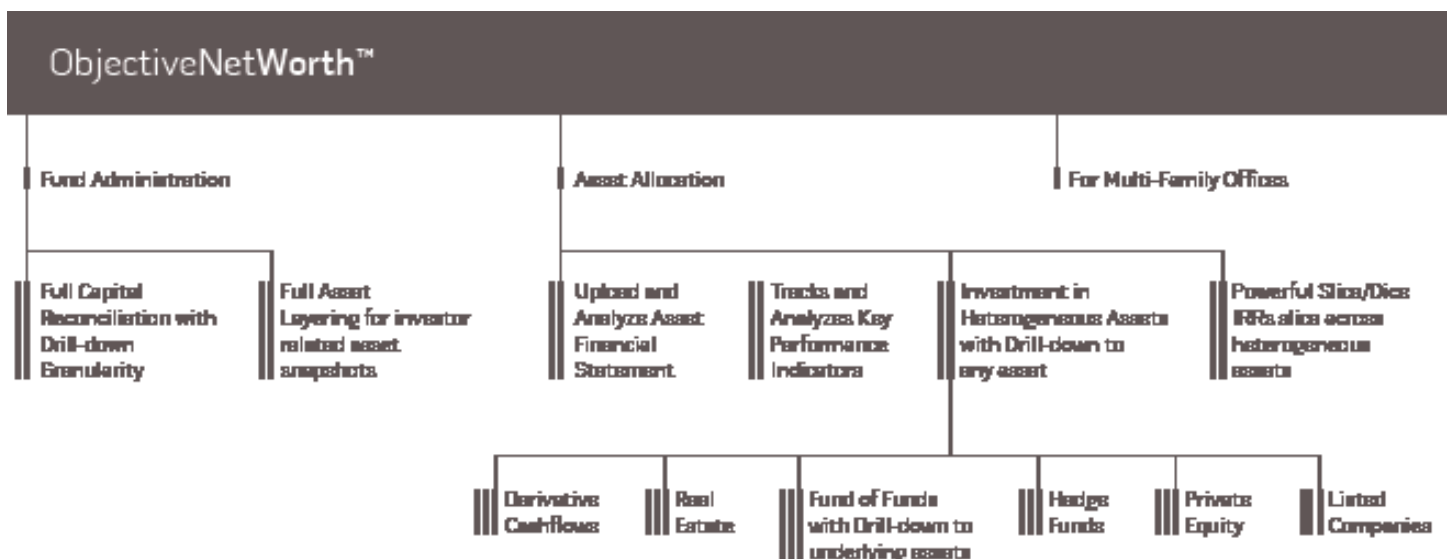 ObjectiveNetWorth™
Fund Administration
Asset Allocation
For Multi-Family Offices
Full Capital
Reconciliation with
Drill-down
Granularity
Full Asset
Layering for investor
related asset
snapshots
Upload and
Analyze Asset
Financial
Statement
Tracks and
Analyzes Key
Performance
Indicators
Investment in
Heterogeneous Assets
with Drill-down to
any asset
Powerful Slice/Dice
IRRs slice across
heterogeneous
assets
Derivative
Cashflows
Real
Estate
Fund of Funds
with Drill-down to
underlying assets
Hedge
Funds
Private
Equity
Listed
Companies